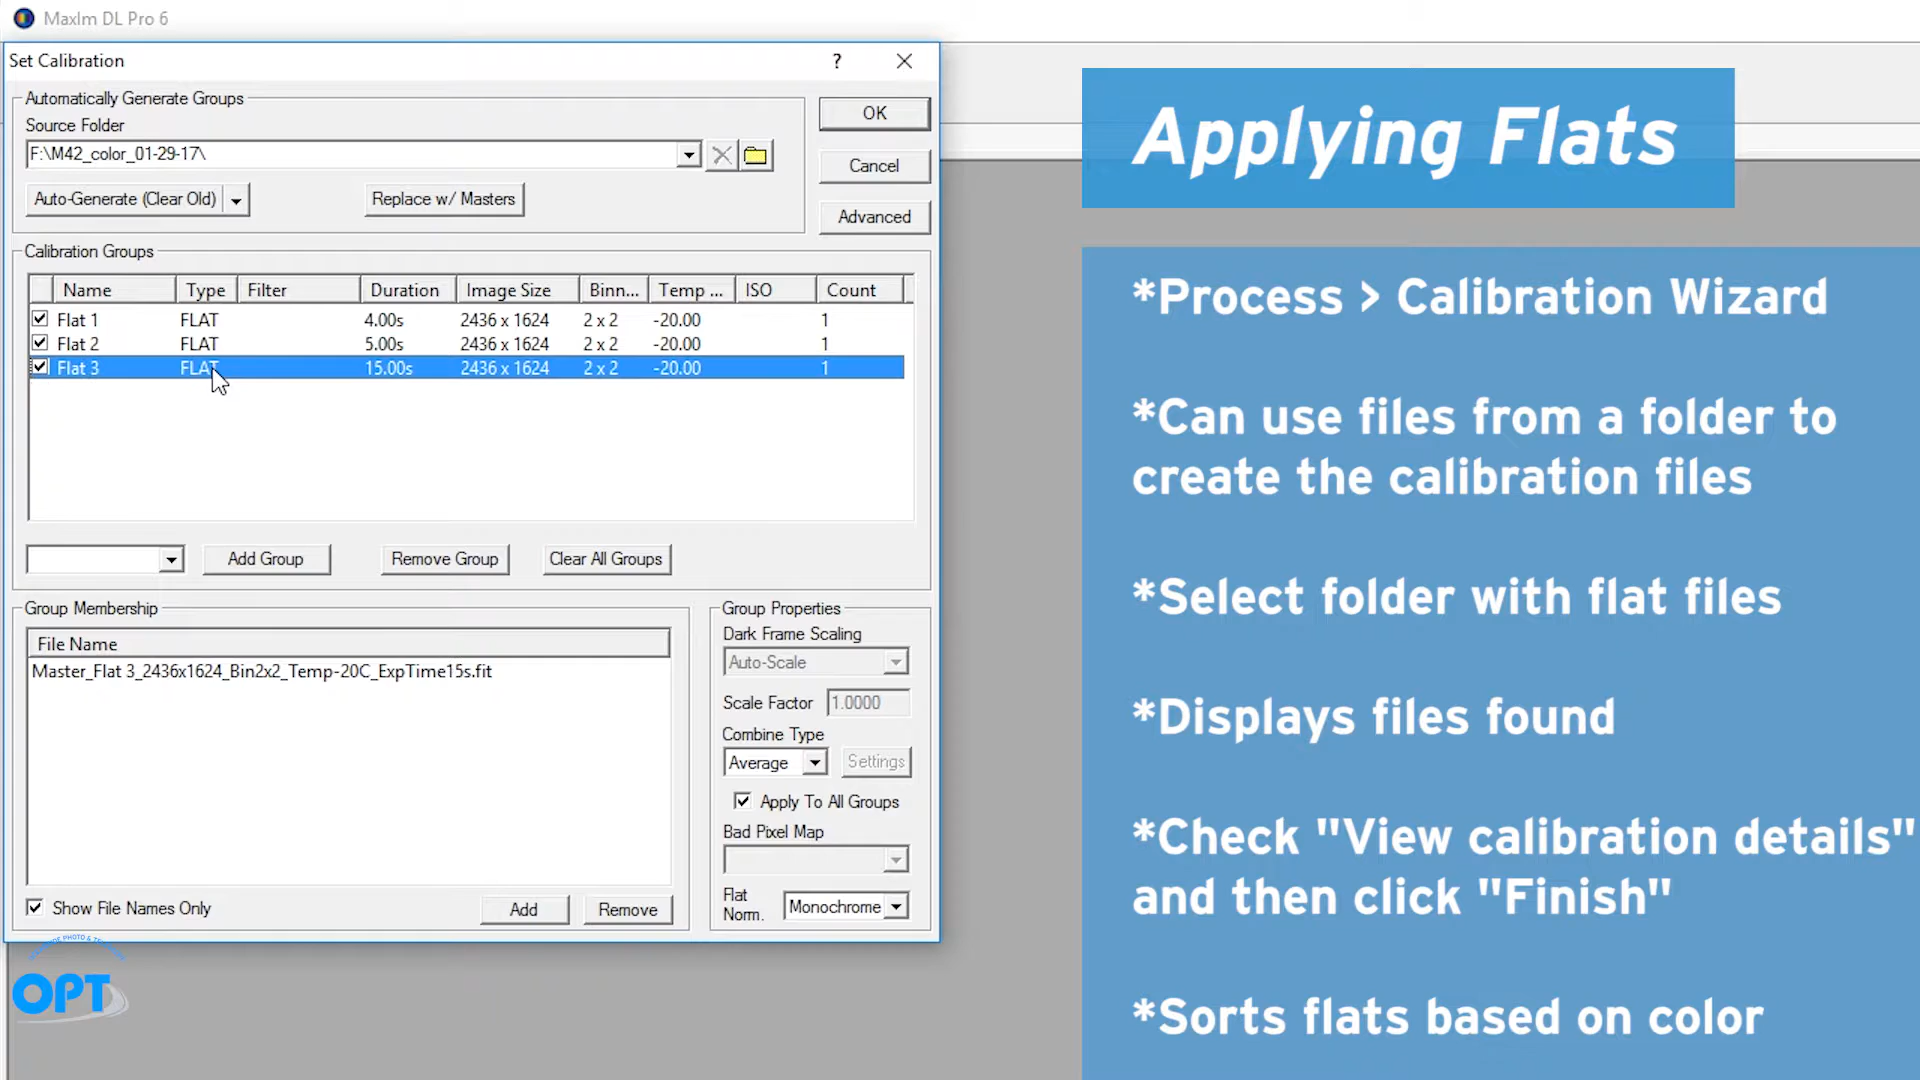 MaxIm DL Pro 6
Set Calibration
?
Automatically Generate Groups
Source Folder
F:\M42_color_01-29-17\
Auto-Generate (Clear Old)
Replace w/ Masters
OK
Cancel
Advanced
Calibration Groups
Name Type Filter Duration Image Size Binn... Temp ... ISO Count
Flat 1 FLAT 4.00s 2436 x 1624 2 x 2 -20.00 1
Flat 2 FLAT 5.00s 2436 x 1624 2 x 2 -20.00 1
Flat 3 FLAT 15.00s 2436 x 1624 2 x 2 -20.00 1
Add Group
Remove Group
Clear All Groups
Group Membership
File Name
Master_Flat 3_2436x1624_Bin2x2_Temp-20C_ExpTime15s.fit
Show File Names Only
Add
Remove
Group Properties
Dark Frame Scaling
Auto-Scale
Scale Factor 1.0000
Combine Type
Average
Settings
Apply To All Groups
Bad Pixel Map
Flat
Norm.
Monochrome
OPT
Applying Flats
*Process > Calibration Wizard
*Can use files from a folder to
create the calibration files
*Select folder with flat files
*Displays files found
*Check "View calibration details"
and then click "Finish"
*Sorts flats based on color